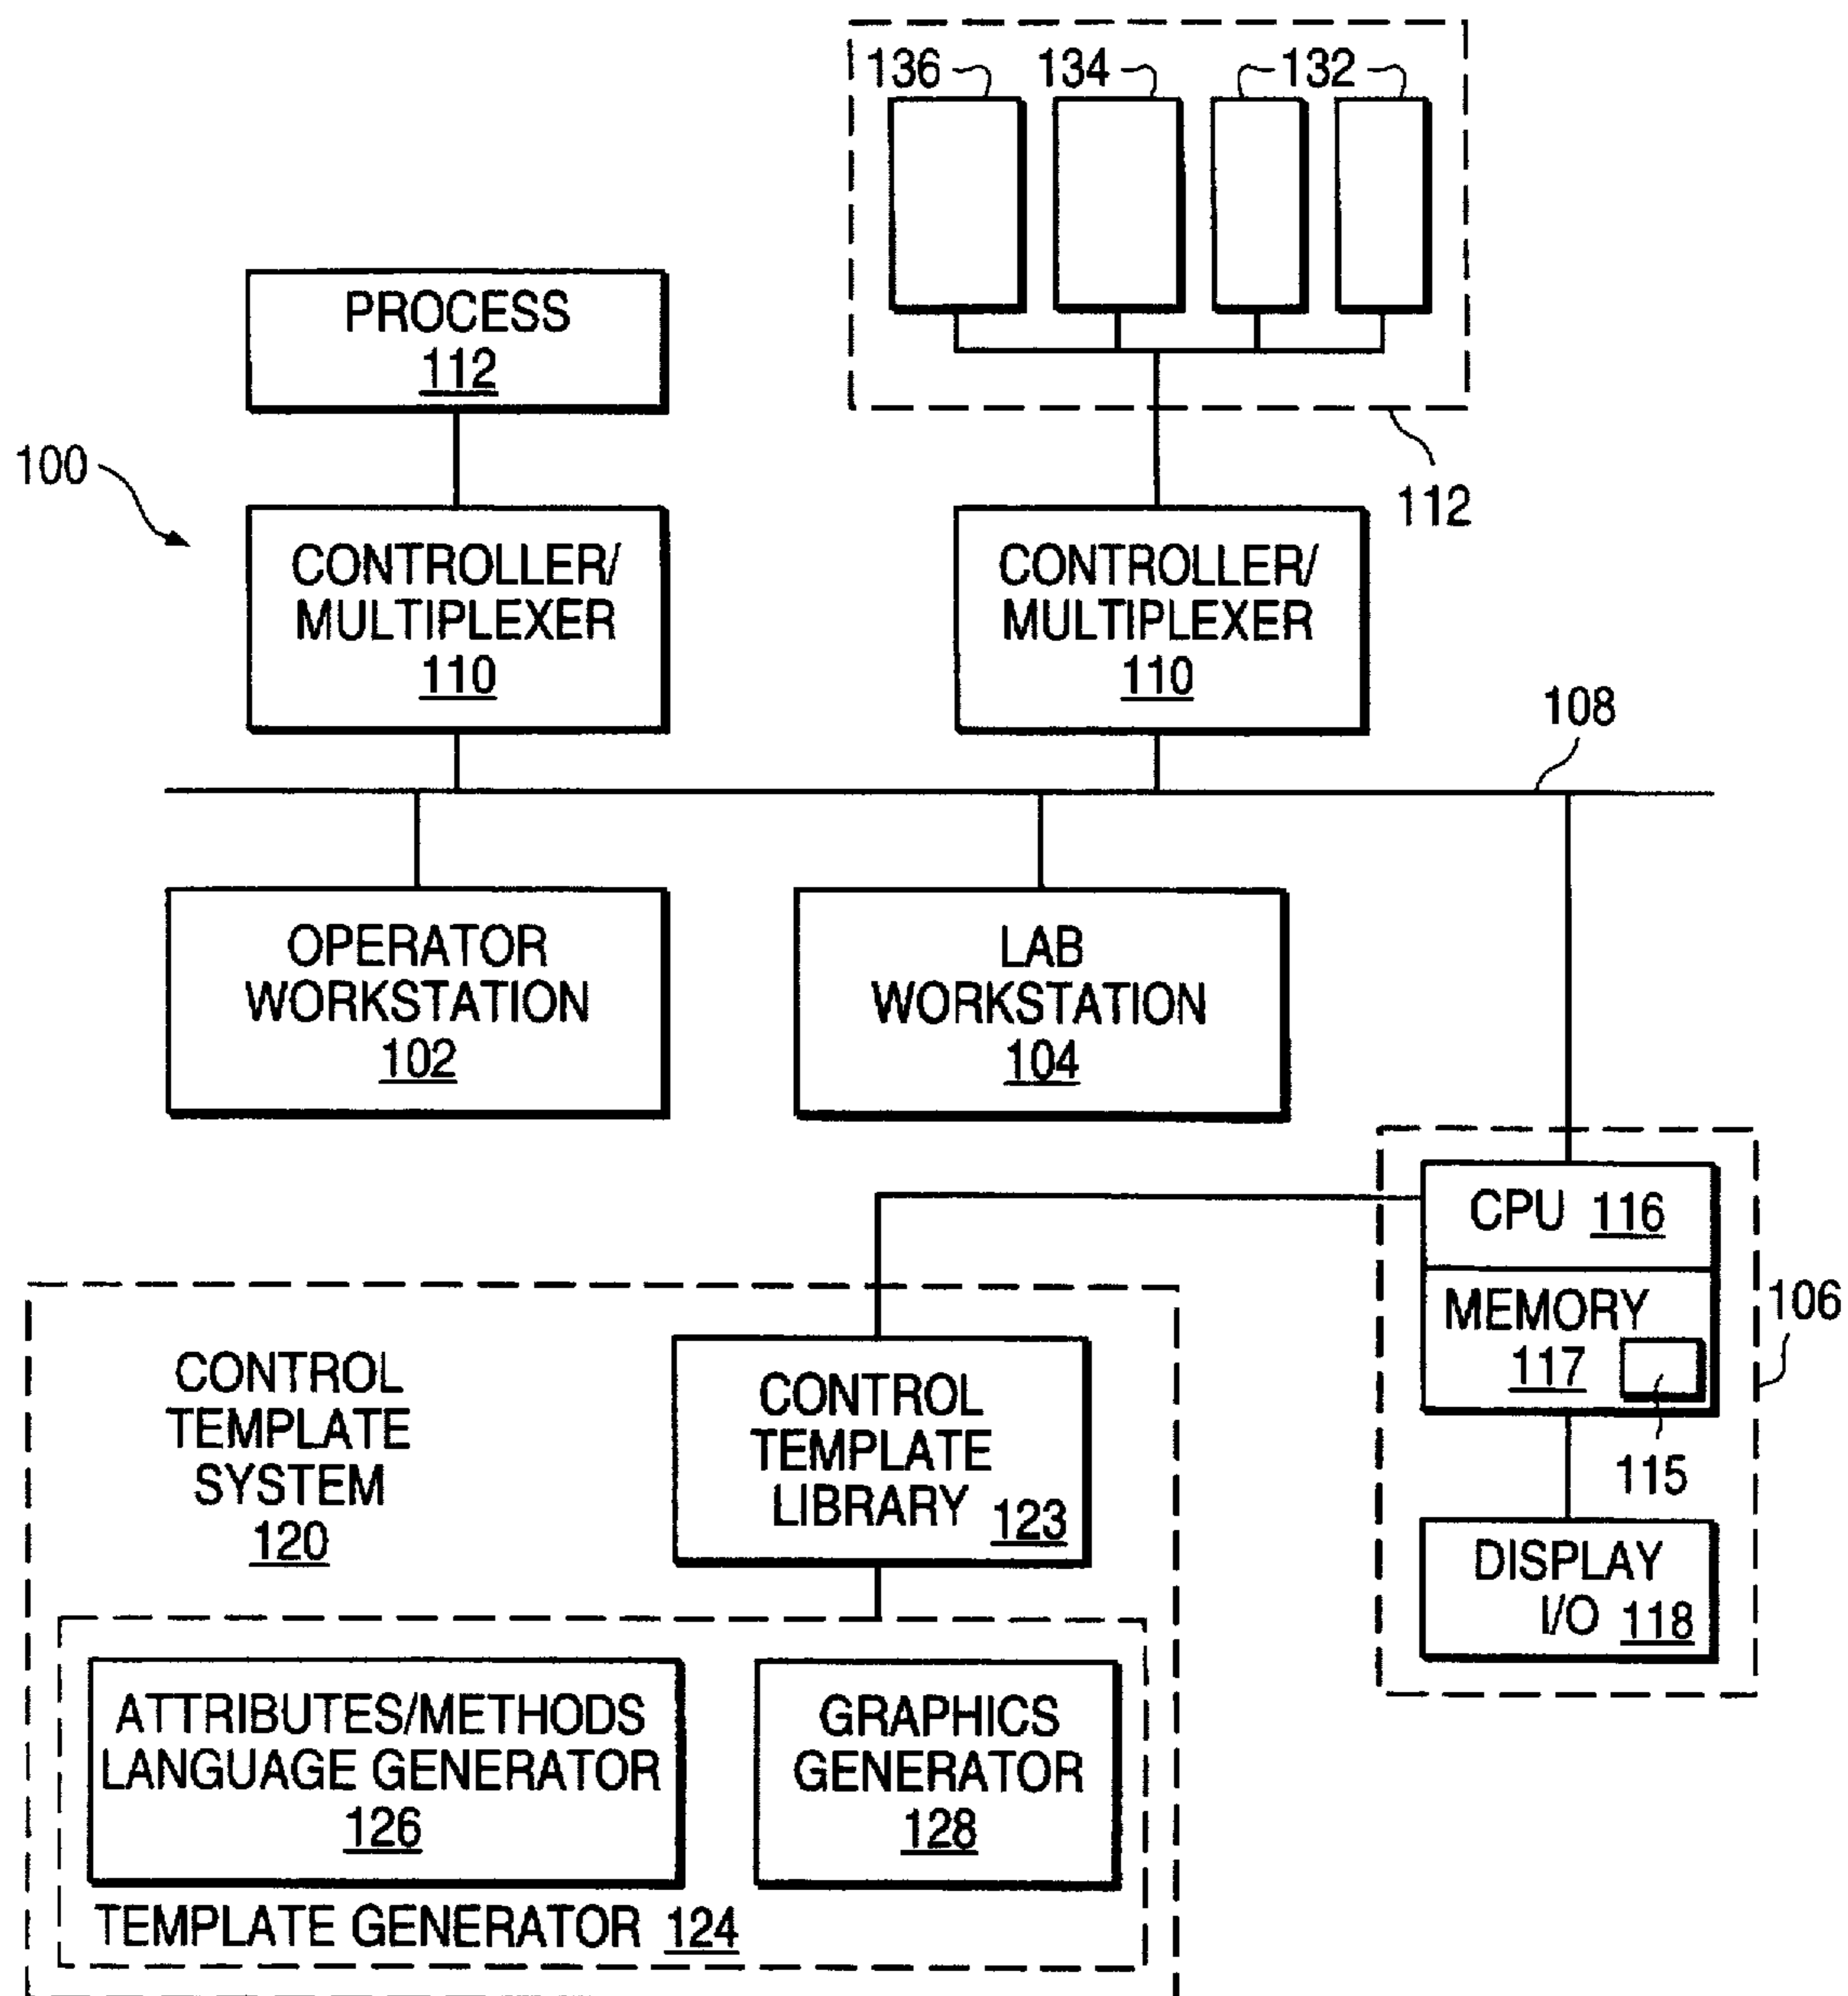 136
134
132
PROCESS
112
112
100
CONTROLLER/
MULTIPLEXER
110
CONTROLLER/
MULTIPLEXER
110
108
OPERATOR
WORKSTATION
102
LAB
WORKSTATION
104
CPU 116
MEMORY
117
106
115
DISPLAY
I/O 118
CONTROL
TEMPLATE
SYSTEM
120
CONTROL
TEMPLATE
LIBRARY 123
ATTRIBUTES/METHODS
LANGUAGE GENERATOR
126
GRAPHICS
GENERATOR
128
TEMPLATE GENERATOR 124